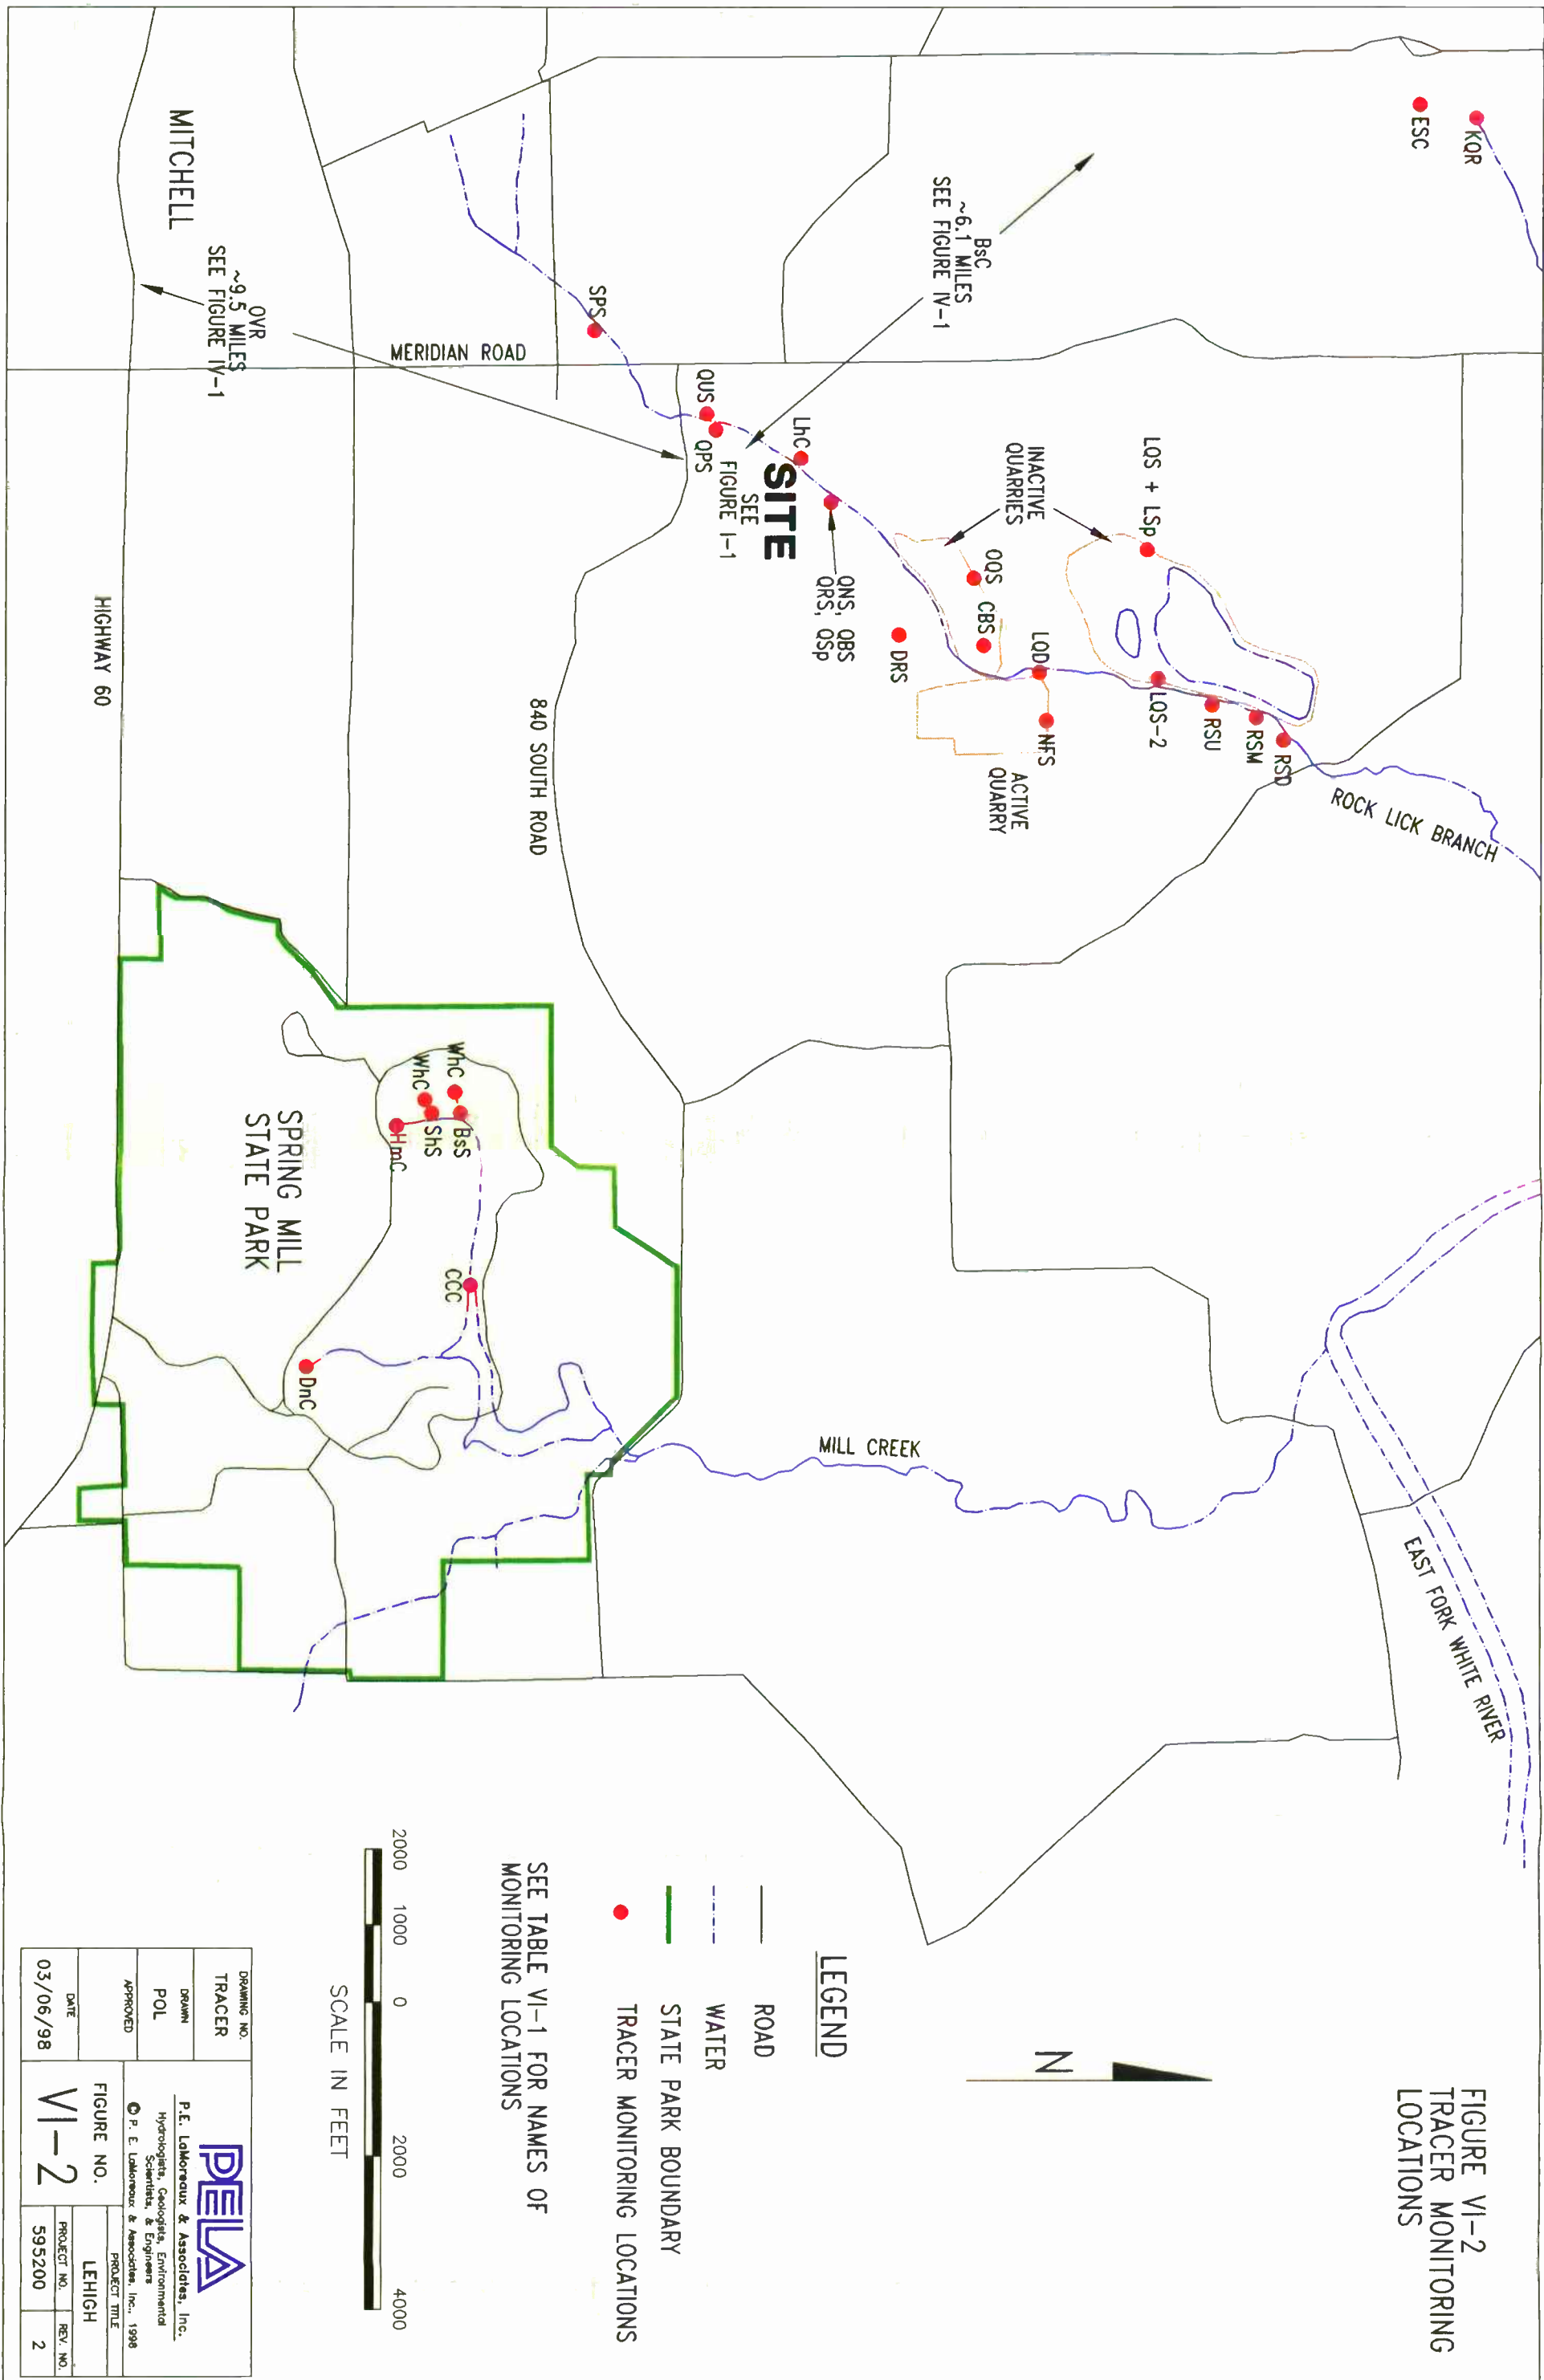 FIGURE VI-2
TRACER MONITORING
LOCATIONS
KQR
ESC
BsC
~6.1 MILES
SEE FIGURE IV-1
ROCK LICK BRANCH
RSD
RSM
RSU
LQS-2
LQS + LSp
INACTIVE
QUARRIES
NFS
LQD
ACTIVE
QUARRY
CBS
OQS
DRS
QNS, QBS
QRS, QSp
LhC
SITE
SEE
FIGURE I-1
QPS
QUS
SPS
MERIDIAN ROAD
840 SOUTH ROAD
OVR
~9.5 MILES
SEE FIGURE IV-1
MITCHELL
HIGHWAY 60
EAST FORK WHITE RIVER
MILL CREEK
WhC
BsS
WhC
ShS
HmC
CCC
DnC
SPRING MILL
STATE PARK
N
LEGEND
ROAD
WATER
STATE PARK BOUNDARY
TRACER MONITORING LOCATIONS
SEE TABLE VI-1 FOR NAMES OF
MONITORING LOCATIONS
2000 1000 0 2000 4000
SCALE IN FEET
DRAWING NO.
TRACER
DRAWN
POL
APPROVED
DATE
03/06/98
PELA
P.E. LaMoreaux & Associates, Inc.
Hydrologists, Geologists, Environmental
Scientists, & Engineers
© P. E. LaMoreaux & Associates, Inc., 1998
FIGURE NO.
VI-2
PROJECT TITLE
LEHIGH
PROJECT NO.
595200
REV. NO.
2